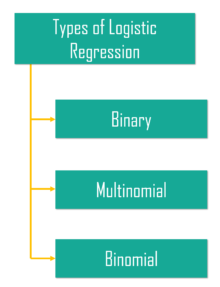 Types of Logistic
Regression
Binary
Multinomial
Binomial